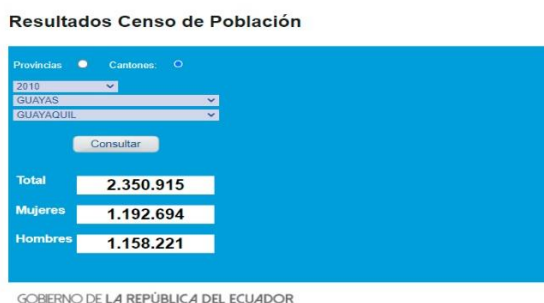 Resultados Censo de Población
Provincias Cantones:
2010
GUAYAS
GUAYAQUIL
Consultar
Total 2.350.915
Mujeres 1.192.694
Hombres 1.158.221
GOBIERNO DE LA REPÚBLICA DEL ECUADOR